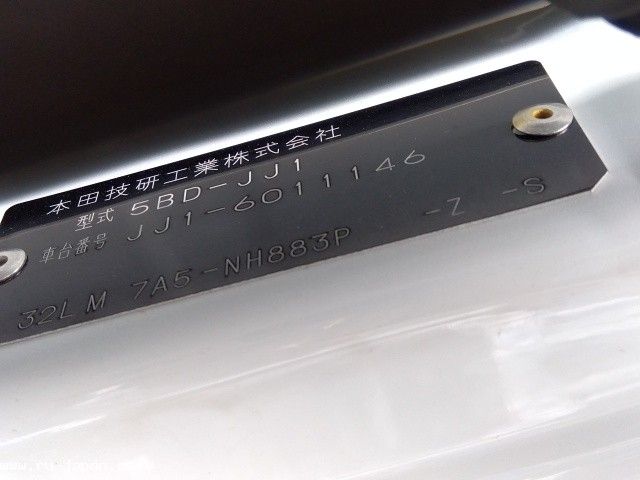 本田技研工業株式会社
型式 5BD-JJ1
車台番号 JJ1-6011146
32LM 7A5-NH883P -Z -S